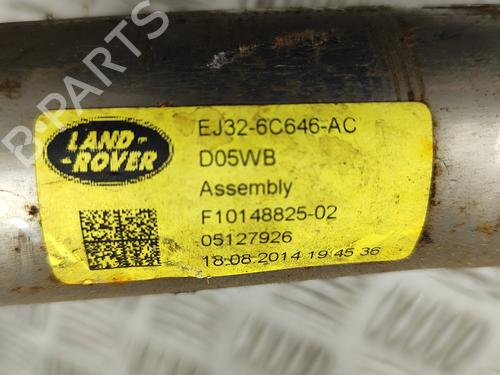 LAND-
-ROVER
EJ32-6C646-AC
D05WB
Assembly
F10148825-02
05127926
18.08.2014 19 45 36
B-PARTS